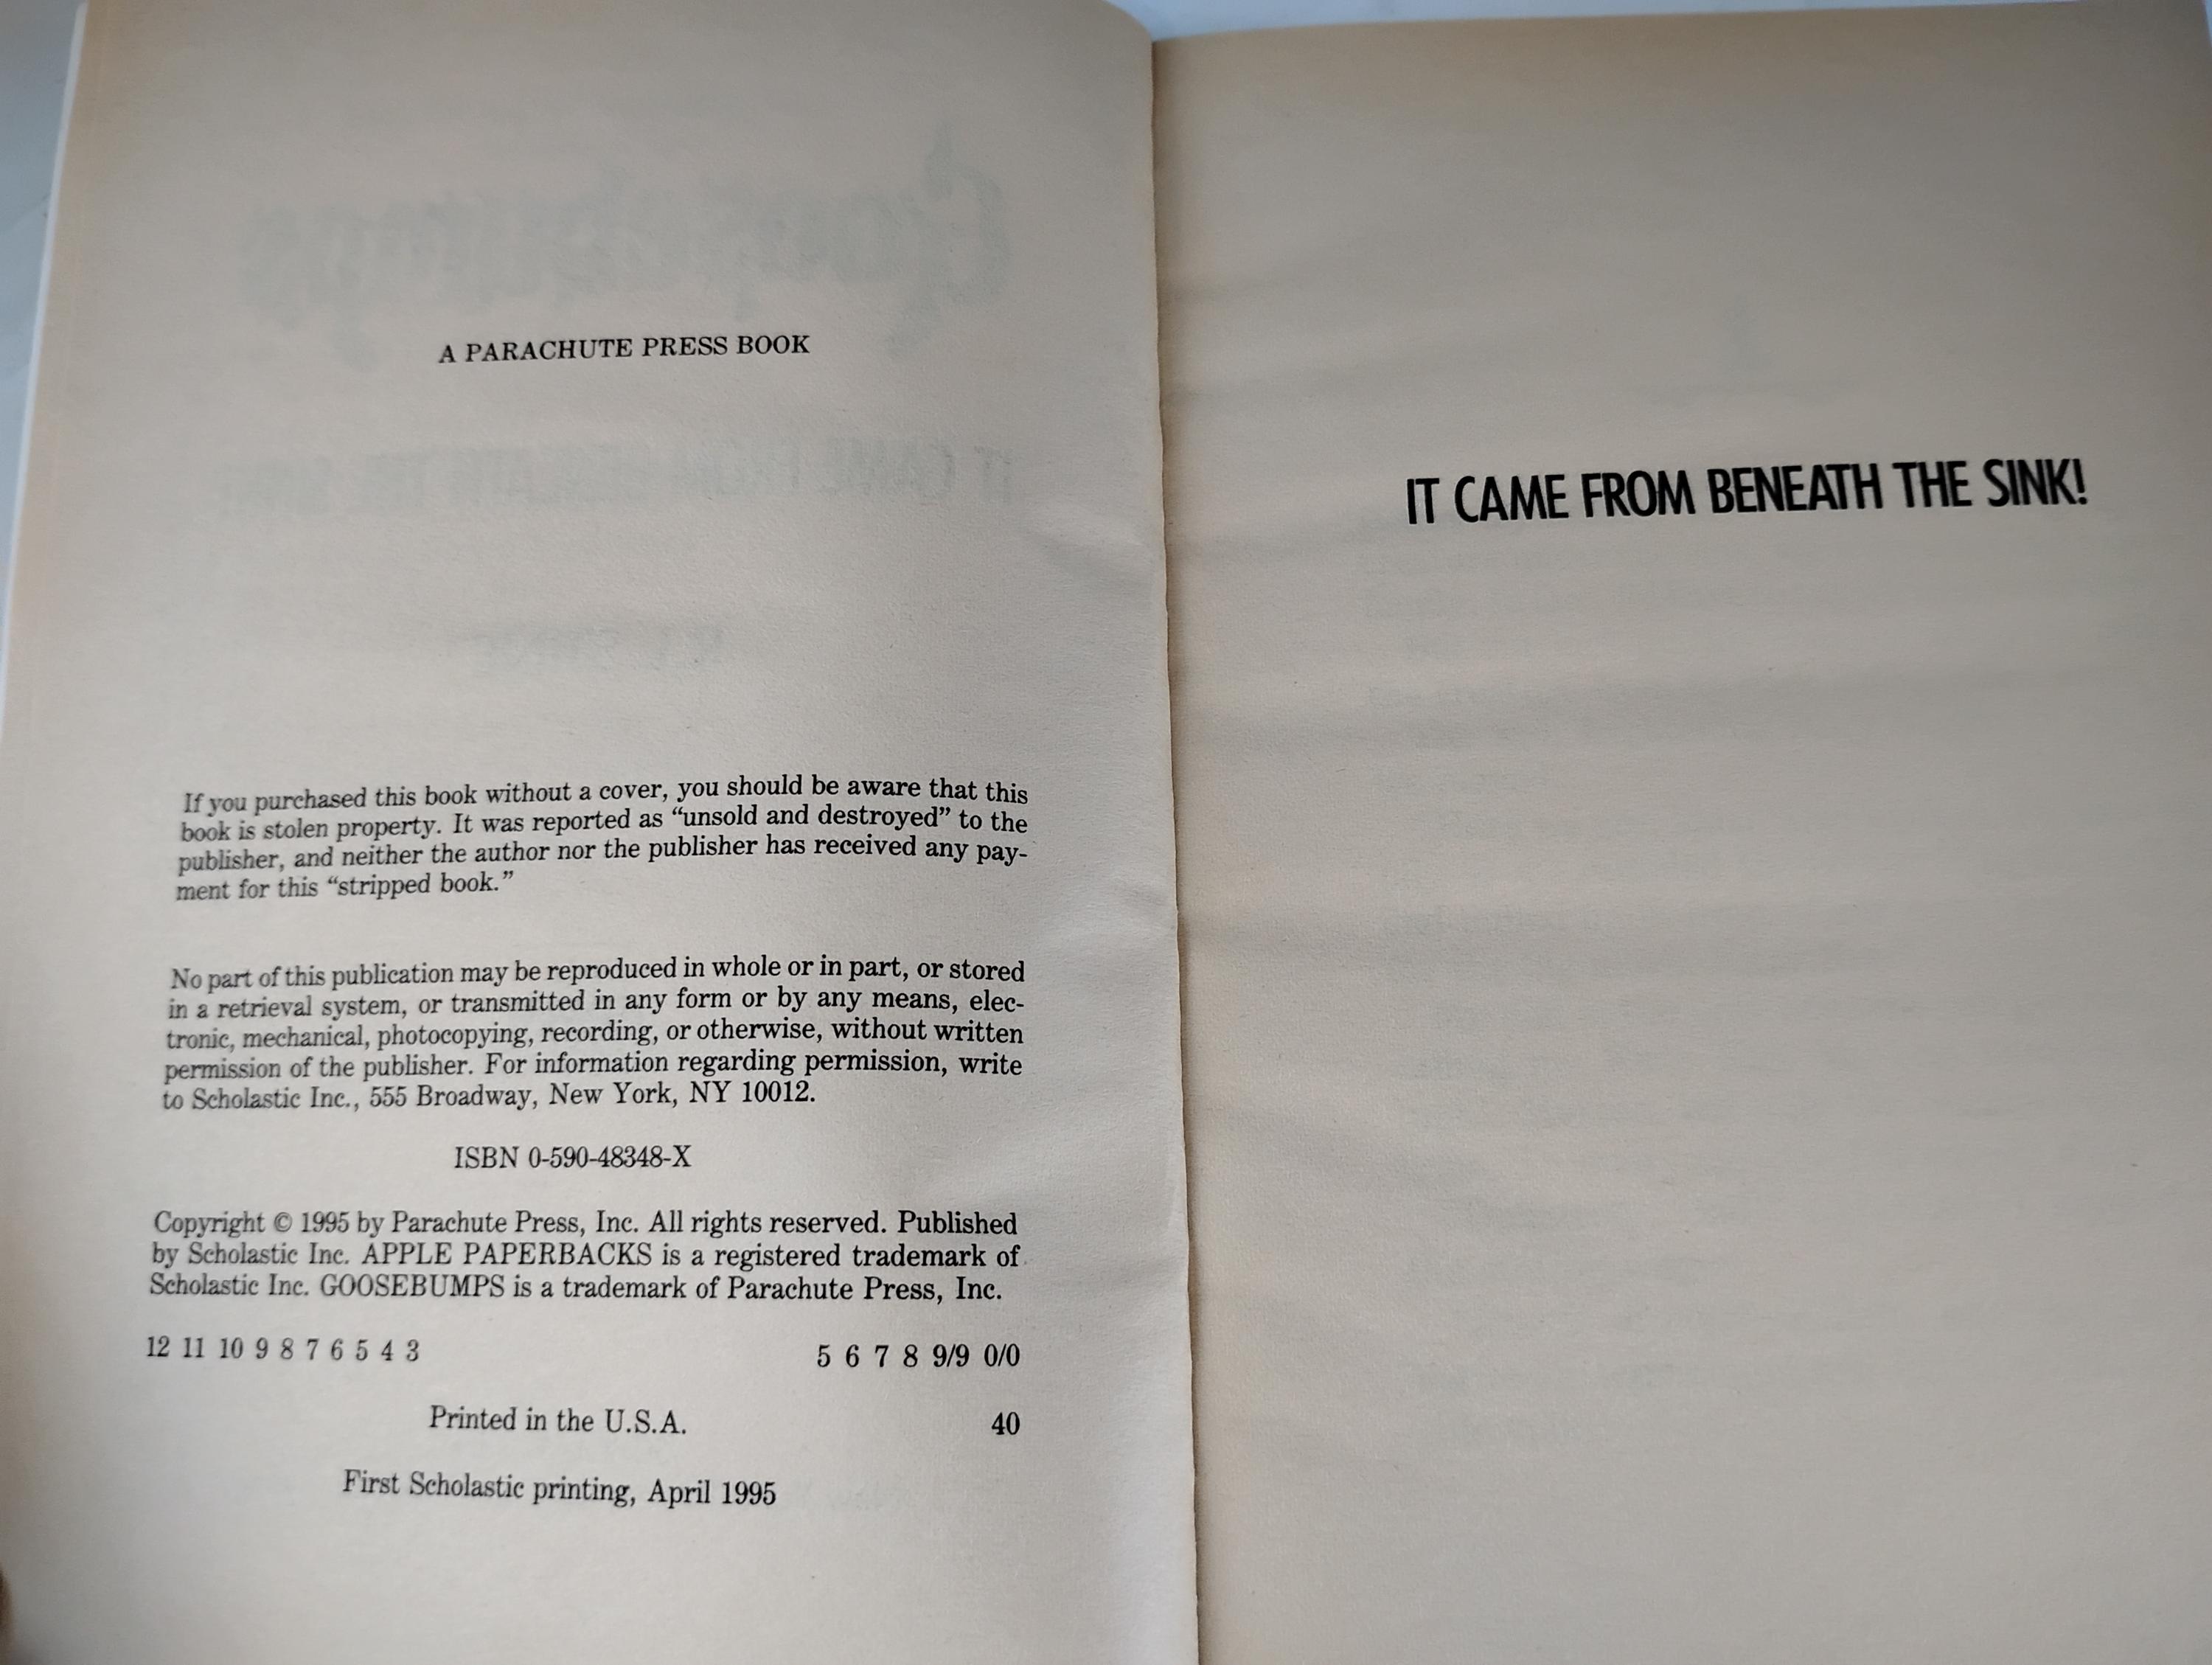 A PARACHUTE PRESS BOOK
If you purchased this book without a cover, you should be aware that this
book is stolen property. It was reported as “unsold and destroyed” to the
publisher, and neither the author nor the publisher has received any pay-
ment for this “stripped book.”
No part of this publication may be reproduced in whole or in part, or stored
in a retrieval system, or transmitted in any form or by any means, elec-
tronic, mechanical, photocopying, recording, or otherwise, without written
permission of the publisher. For information regarding permission, write
to Scholastic Inc., 555 Broadway, New York, NY 10012.
ISBN 0-590-48348-X
Copyright © 1995 by Parachute Press, Inc. All rights reserved. Published
by Scholastic Inc. APPLE PAPERBACKS is a registered trademark of
Scholastic Inc. GOOSEBUMPS is a trademark of Parachute Press, Inc.
12 11 10 9 8 7 6 5 4 3 5 6 7 8 9/9 0/0
Printed in the U.S.A. 40
First Scholastic printing, April 1995
IT CAME FROM BENEATH THE SINK!